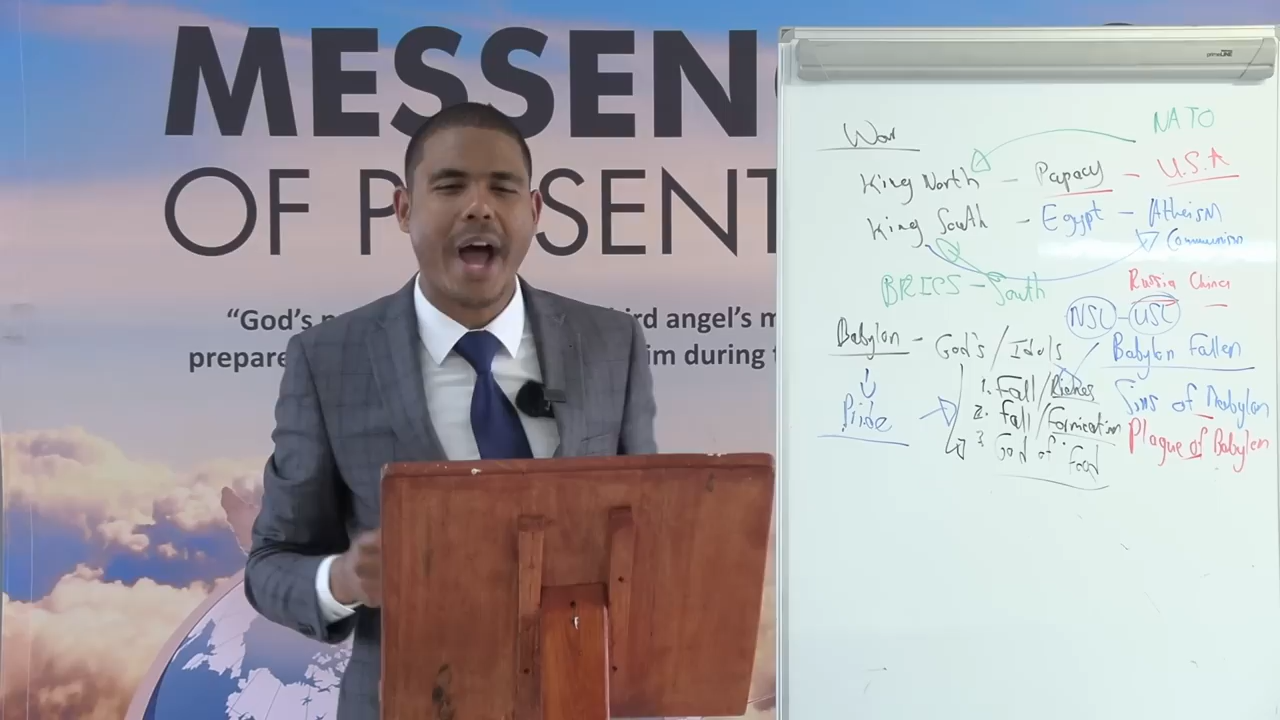 MESSEN
OF P SENT
“God’s p ird angel’s m
prepare im during t
War
NATO
King North - Papacy - U.S.A
King South - Egypt - Atheism
Communism
BRICS - South
Russia China
NSL - USL
Babylon - God's / Idols
Babylon Fallen
1. Fall / Riches
Pride
2. Fall / Fornication
Sins of Babylon
3 God of Food
Plague of Babylon